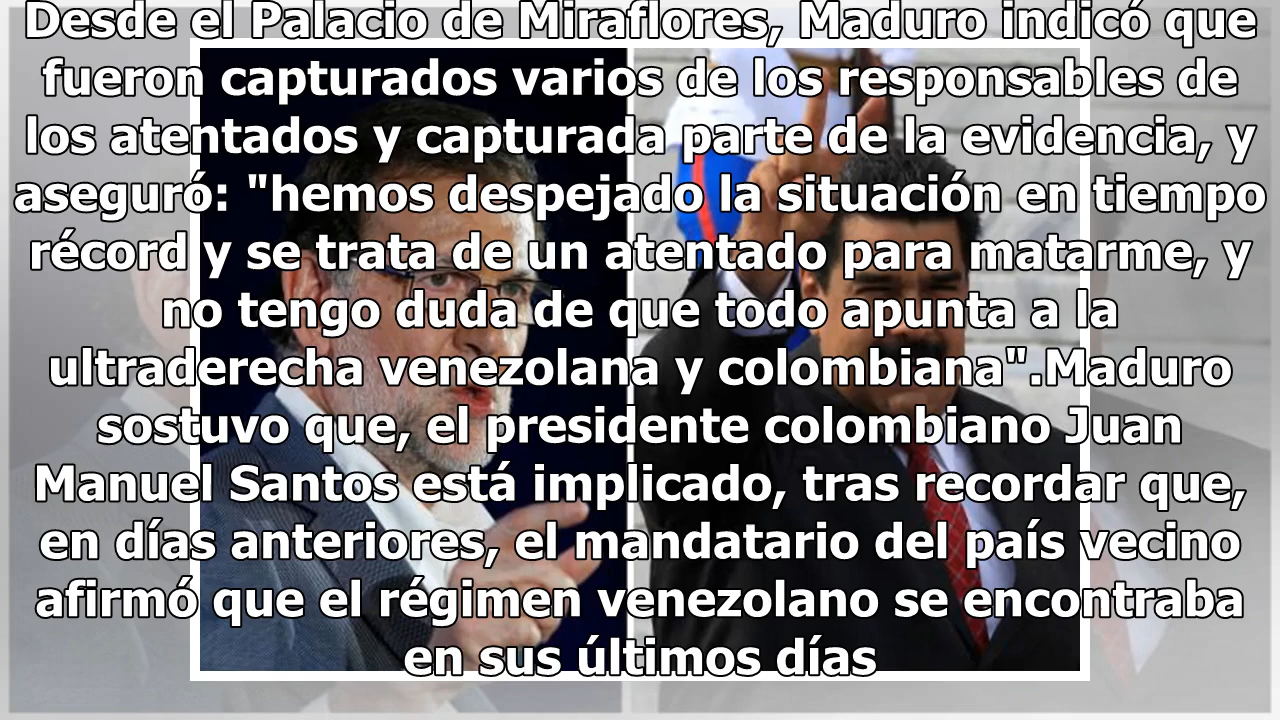 Desde el Palacio de Miraflores, Maduro indicó que
fueron capturados varios de los responsables de
los atentados y capturada parte de la evidencia, y
aseguró: "hemos despejado la situación en tiempo
récord y se trata de un atentado para matarme, y
no tengo duda de que todo apunta a la
ultraderecha venezolana y colombiana".Maduro
sostuvo que, el presidente colombiano Juan
Manuel Santos está implicado, tras recordar que,
en días anteriores, el mandatario del país vecino
afirmó que el régimen venezolano se encontraba
en sus últimos días